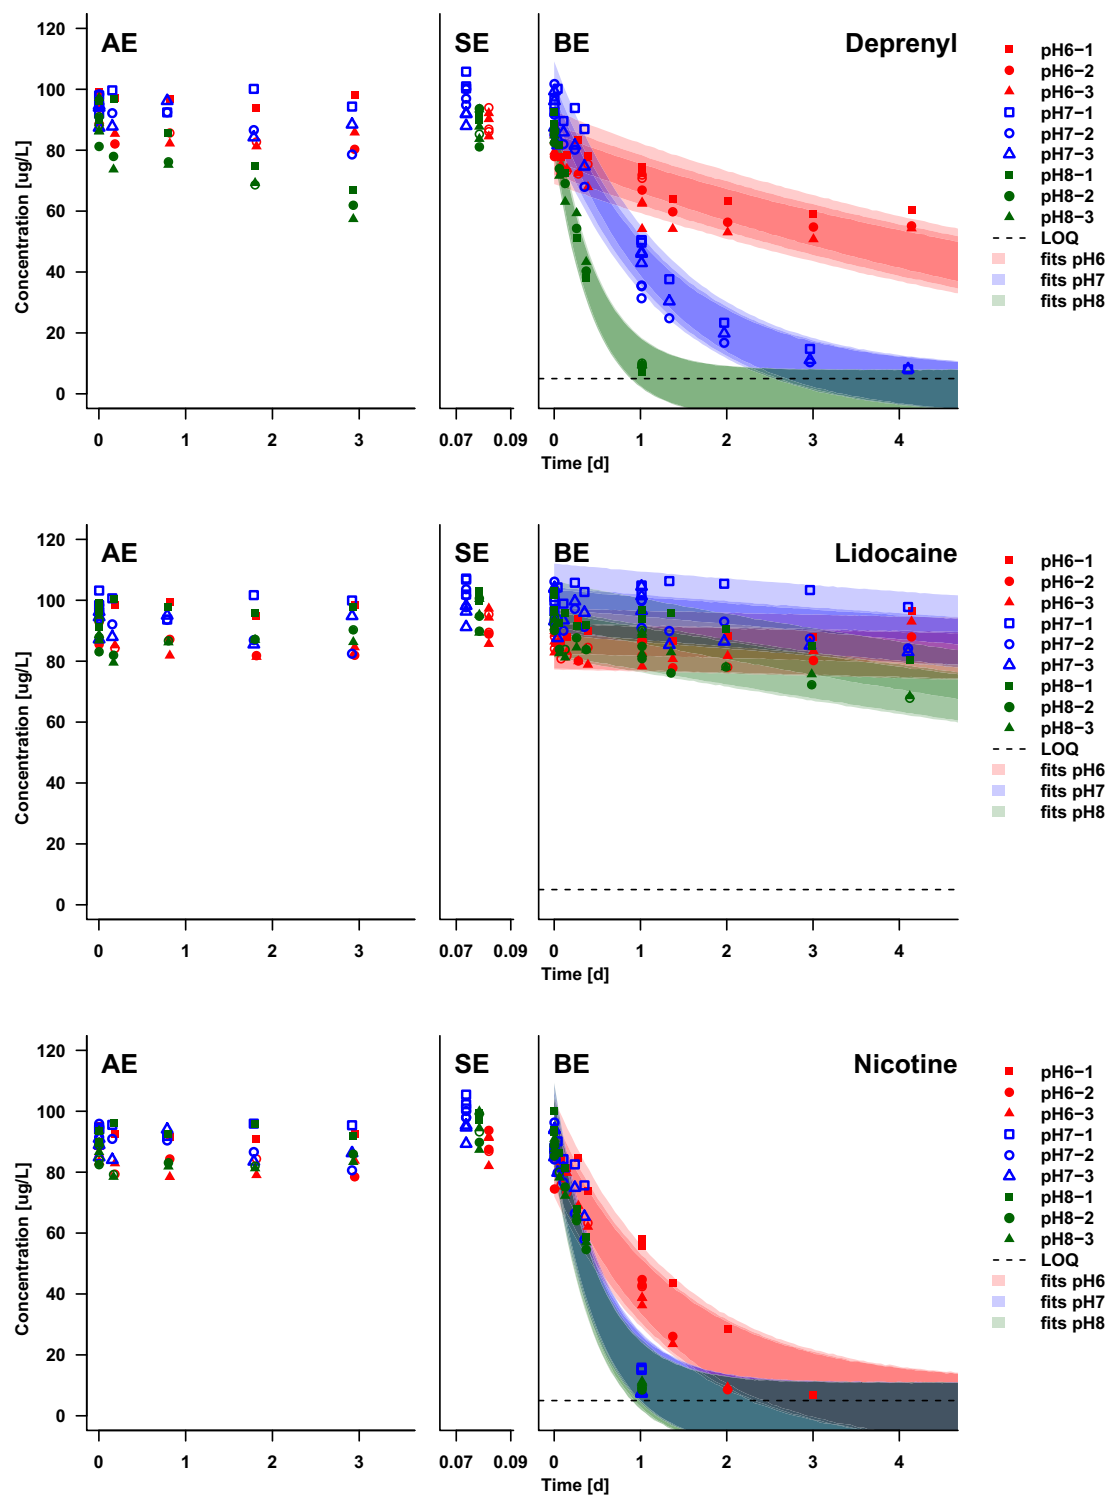 AE SE BE Deprenyl
Concentration [ug/L]
120
100
80
60
40
20
0
0 1 2 3 0.07 0.09 0 1 2 3 4
Time [d]
pH6−1
pH6−2
pH6−3
pH7−1
pH7−2
pH7−3
pH8−1
pH8−2
pH8−3
LOQ
fits pH6
fits pH7
fits pH8
AE SE BE Lidocaine
Concentration [ug/L]
120
100
80
60
40
20
0
0 1 2 3 0.07 0.09 0 1 2 3 4
Time [d]
pH6−1
pH6−2
pH6−3
pH7−1
pH7−2
pH7−3
pH8−1
pH8−2
pH8−3
LOQ
fits pH6
fits pH7
fits pH8
AE SE BE Nicotine
Concentration [ug/L]
120
100
80
60
40
20
0
0 1 2 3 0.07 0.09 0 1 2 3 4
Time [d]
pH6−1
pH6−2
pH6−3
pH7−1
pH7−2
pH7−3
pH8−1
pH8−2
pH8−3
LOQ
fits pH6
fits pH7
fits pH8